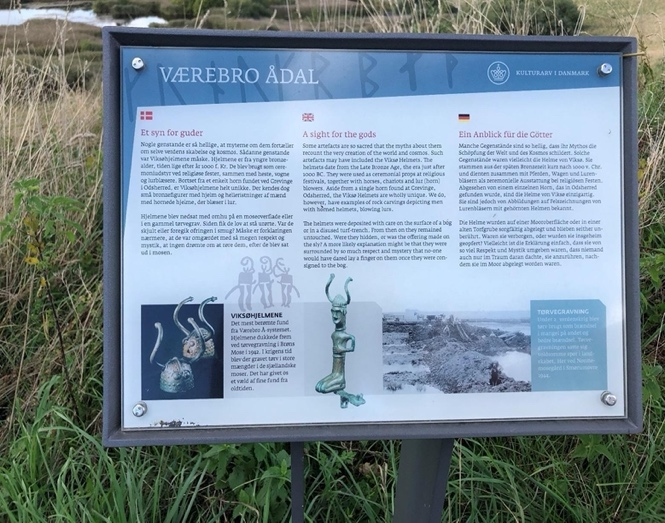 VÆREBRO ÅDAL
KULTURARV I DANMARK
Et syn for guder
Nogle genstande er så hellige, at myterne om dem fortæller
om selve verdens skabelse og kosmos. Sådanne genstande
var Viksøhjelmene måske. Hjelmene er fra yngre bronze-
alder, tiden lige efter år 1000 f. Kr. De blev brugt som cere-
moniudstyr ved religiøse fester, sammen med heste, vogne
og lurblæsere. Bortset fra et enkelt horn fundet ved Grevinge
i Odsherred, er Viksøhjelmene helt unikke. Der kendes dog
små bronzefigurer med hjelm og helleristninger af mænd
med hornede hjelme, der blæser i lur.
Hjelmene blev nedsat med omhu på en moseoverflade eller
i en gammel tørvegrav. Siden fik de lov at stå urørte. Var de
skjult eller foregik ofringen i smug? Måske er forklaringen
nærmere, at de var omgærdet med så megen respekt og
mystik, at ingen drømte om at røre dem, efter de blev sat
ud i mosen.
A sight for the gods
Some artefacts are so sacred that the myths about them
recount the very creation of the world and cosmos. Such
artefacts may have included the Viksø Helmets. The
helmets date from the Late Bronze Age, the era just after
1000 BC. They were used as ceremonial props at religious
festivals, together with horses, chariots and lur (horn)
blowers. Aside from a single horn found at Grevinge,
Odsherred, the Viksø Helmets are wholly unique. We do,
however, have examples of rock carvings depicting men
with horned helmets, blowing lurs.
The helmets were deposited with care on the surface of a bog
or in a disused turf-trench. From then on they remained
untouched. Were they hidden, or was the offering made on
the sly? A more likely explanation might be that they were
surrounded by so much respect and mystery that no-one
would have dared lay a finger on them once they were con-
signed to the bog.
Ein Anblick für die Götter
Manche Gegenstände sind so heilig, dass ihr Mythos die
Schöpfung der Welt und des Kosmos schildert. Solche
Gegenstände waren vielleicht die Helme von Viksø. Sie
stammen aus der späten Bronzezeit kurz nach 1000 v. Chr.
und dienten zusammen mit Pferden, Wagen und Luren-
bläsern als zeremonielle Ausstattung bei religiösen Festen.
Abgesehen von einem einzelnen Horn, das in Odsherred
gefunden wurde, sind die Helme von Viksø einzigartig.
Sie sind jedoch von Abbildungen auf Felszeichnungen von
Lurenbläsern mit gehörnten Helmen bekannt.
Die Helme wurden auf einer Mooroberfläche oder in einer
alten Torfgrube sorgfältig abgelegt und blieben seither un-
berührt. Waren sie verborgen, oder wurden sie insgeheim
geopfert? Vielleicht ist die Erklärung einfach, dass sie von
so viel Respekt und Mystik umgeben waren, dass niemand
auch nur im Traum daran dachte, sie anzurühren, nach-
dem sie im Moor abgelegt worden waren.
VIKSØHJELMENE
Det mest berømte fund
fra Værebro Å-systemet.
Hjelmene dukkede frem
ved tørvegravning i Brøns
Mose i 1942. I krigens tid
blev der gravet tørv i store
mængder i de sjællandske
moser. Det har givet os
et væld af fine fund fra
oldtiden.
TØRVEGRAVNING